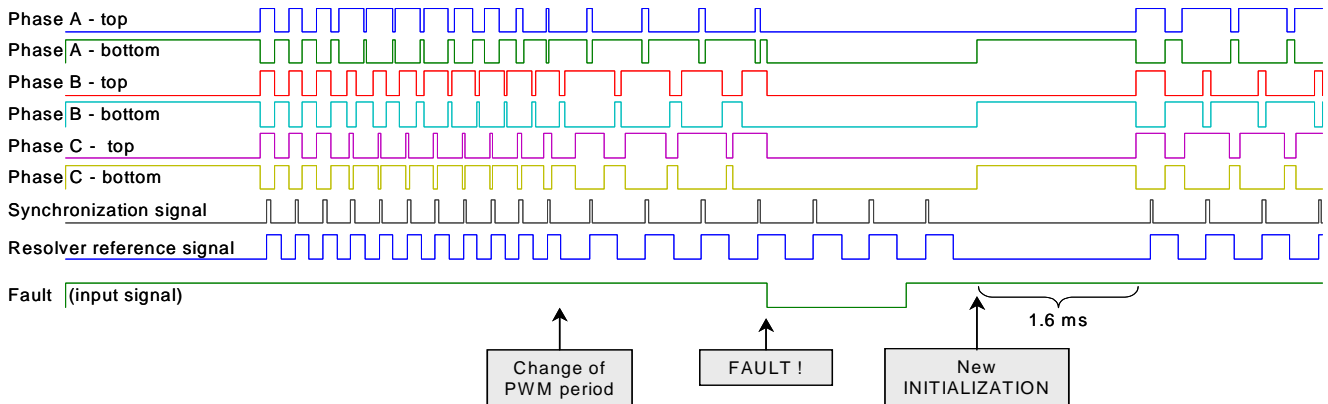 Phase A - top
Phase A - bottom
Phase B - top
Phase B - bottom
Phase C - top
Phase C - bottom
Synchronization signal
Resolver reference signal
Fault (input signal)
1.6 ms
Change of
PWM period
FAULT !
New
INITIALIZATION